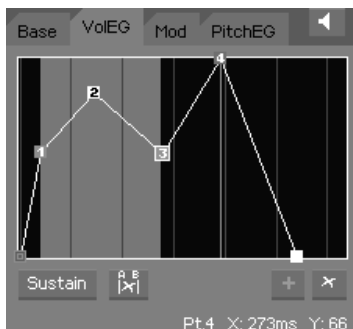 Base VolEG Mod PitchEG
4
2
1 3
Sustain A B |x| + x
Pt.4 X: 273ms Y: 66